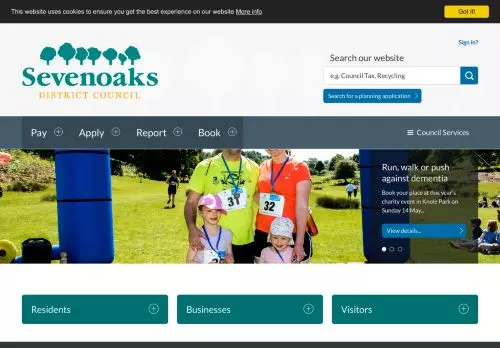 This website uses cookies to ensure you get the best experience on our website More info
Got it!
Sevenoaks
DISTRICT COUNCIL
Sign in?
Search our website
e.g. Council Tax, Recycling
Search for a planning application
Pay
Apply
Report
Book
Council Services
31
32
Run, walk or push
against dementia
Book your place at this year's
charity event in Knole Park on
Sunday 14 May...
View details...
Residents
Businesses
Visitors